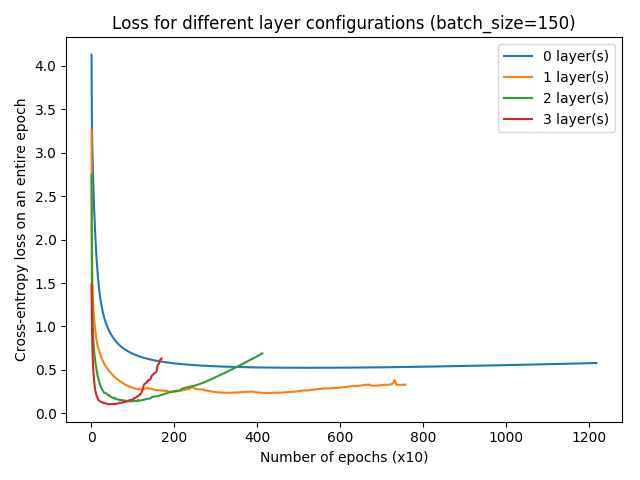 Loss for different layer configurations (batch_size=150)
Cross-entropy loss on an entire epoch
4.0
3.5
3.0
2.5
2.0
1.5
1.0
0.5
0.0
0 layer(s)
1 layer(s)
2 layer(s)
3 layer(s)
0 200 400 600 800 1000 1200
Number of epochs (x10)